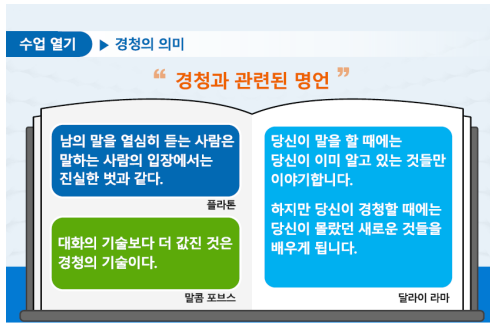 수업 열기 ▶ 경청의 의미
“ 경청과 관련된 명언 ”
남의 말을 열심히 듣는 사람은
말하는 사람의 입장에서는
진실한 벗과 같다.
플라톤
대화의 기술보다 더 값진 것은
경청의 기술이다.
말콤 포브스
당신이 말을 할 때에는
당신이 이미 알고 있는 것들만
이야기합니다.
하지만 당신이 경청할 때에는
당신이 몰랐던 새로운 것들을
배우게 됩니다.
달라이 라마